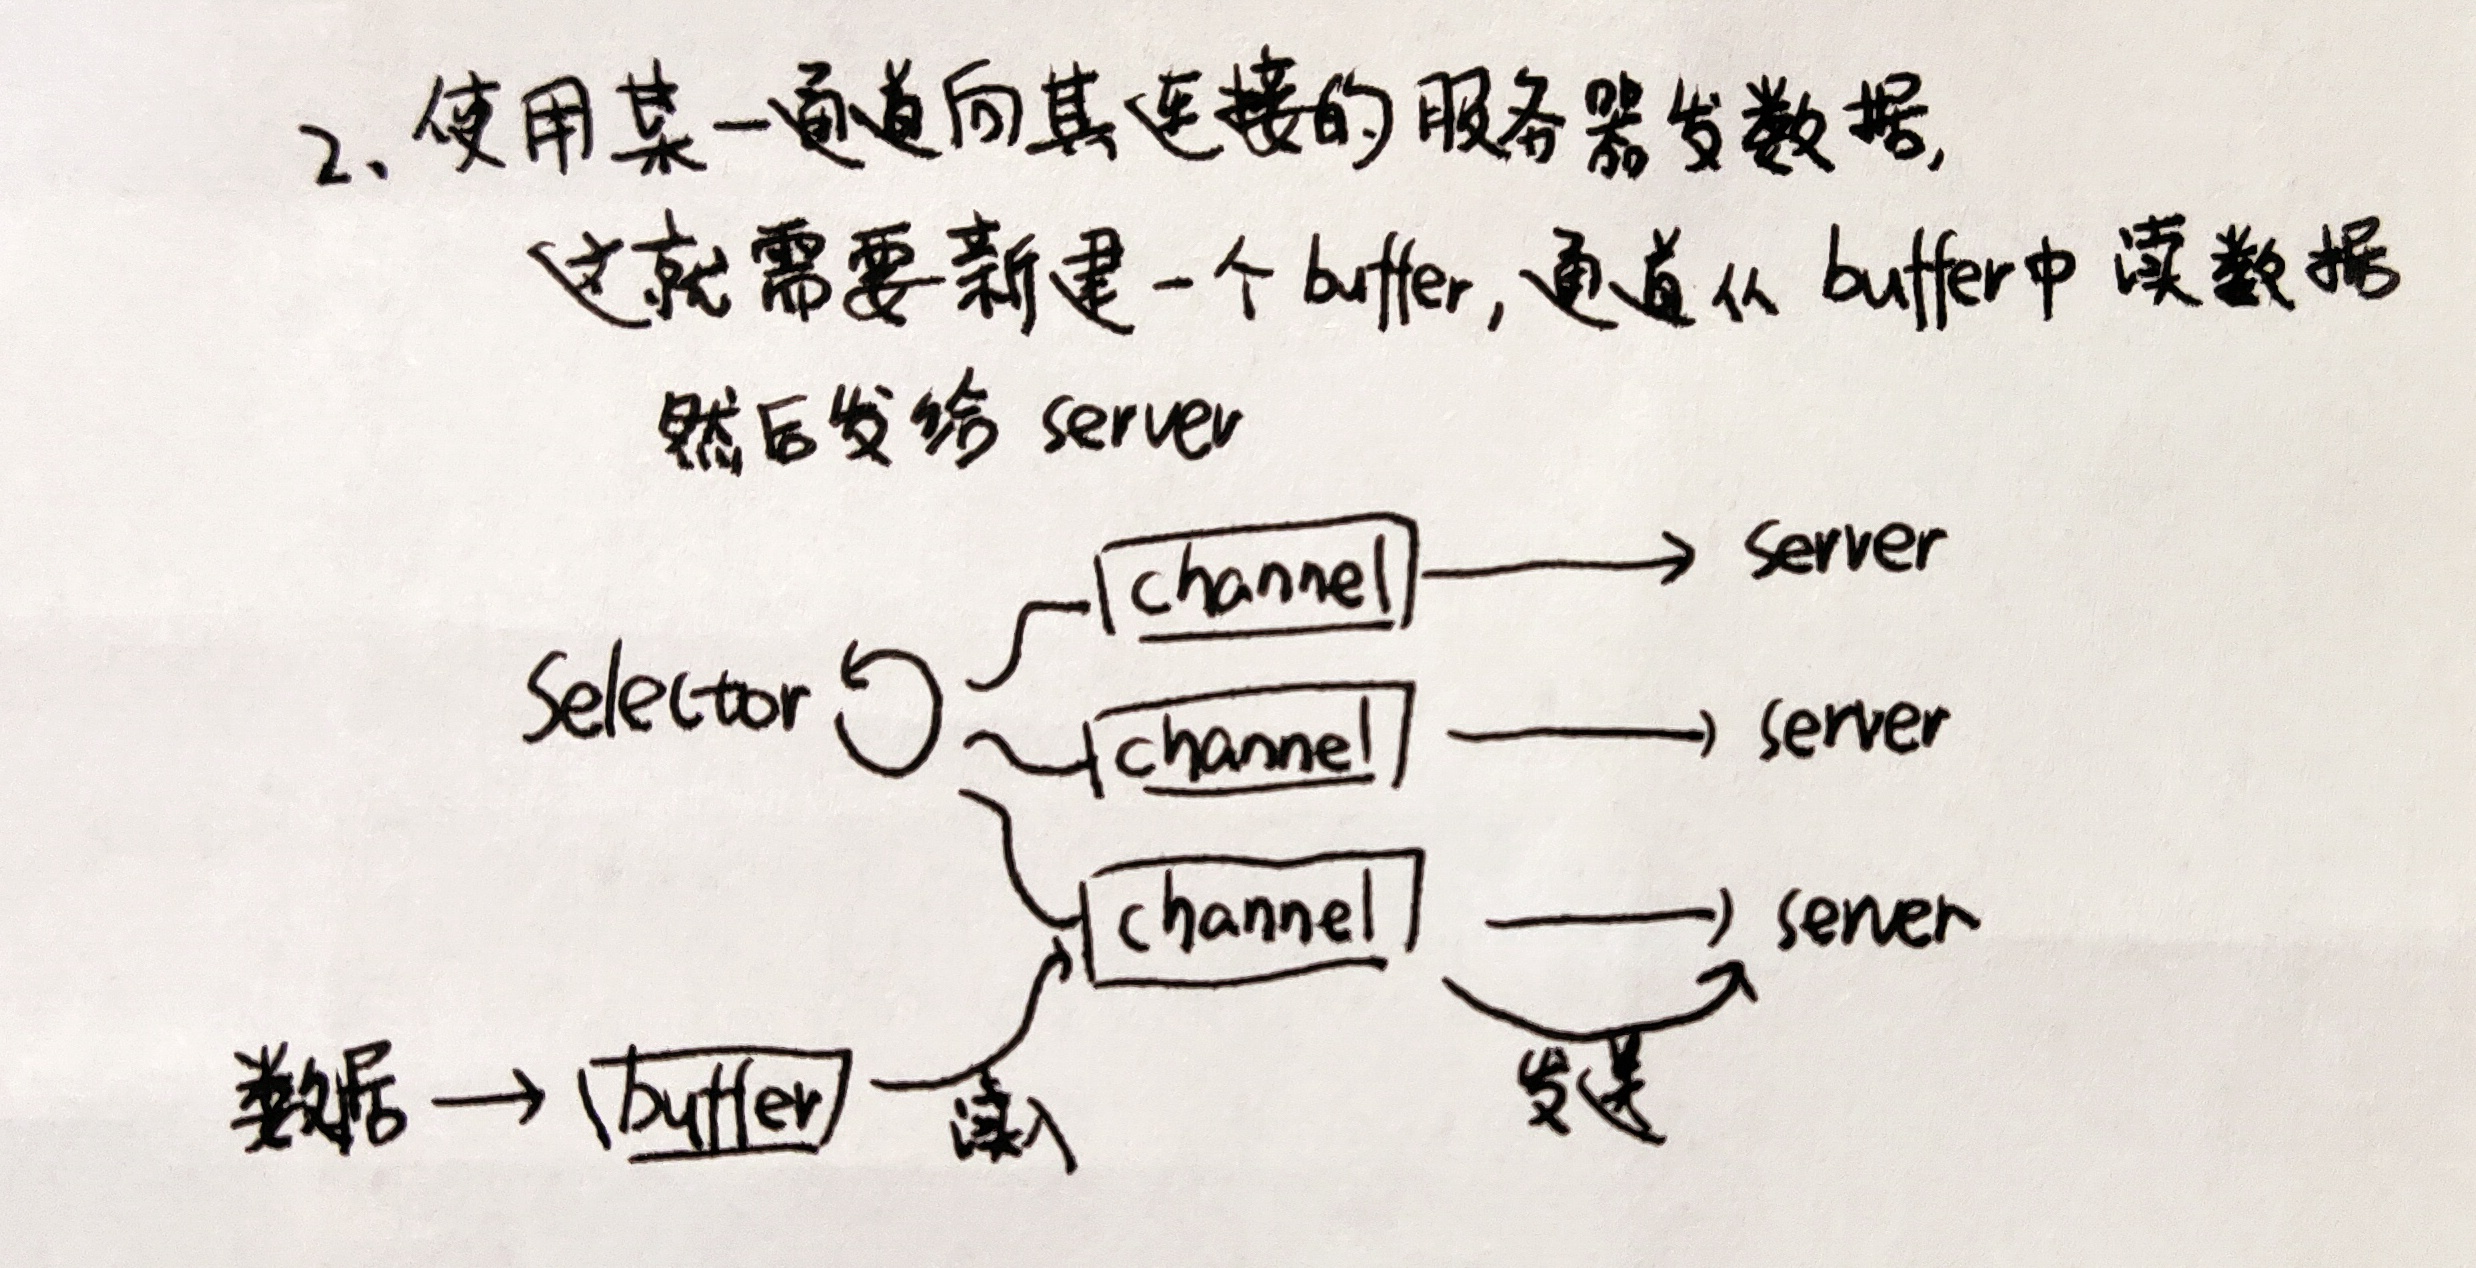 2、使用某一通道向其连接的服务器发数据,
这就需要新建一个buffer,通道从buffer中读数据
然后发给server
channel server
Selector
channel server
channel server
数据 buffer 读入 发送